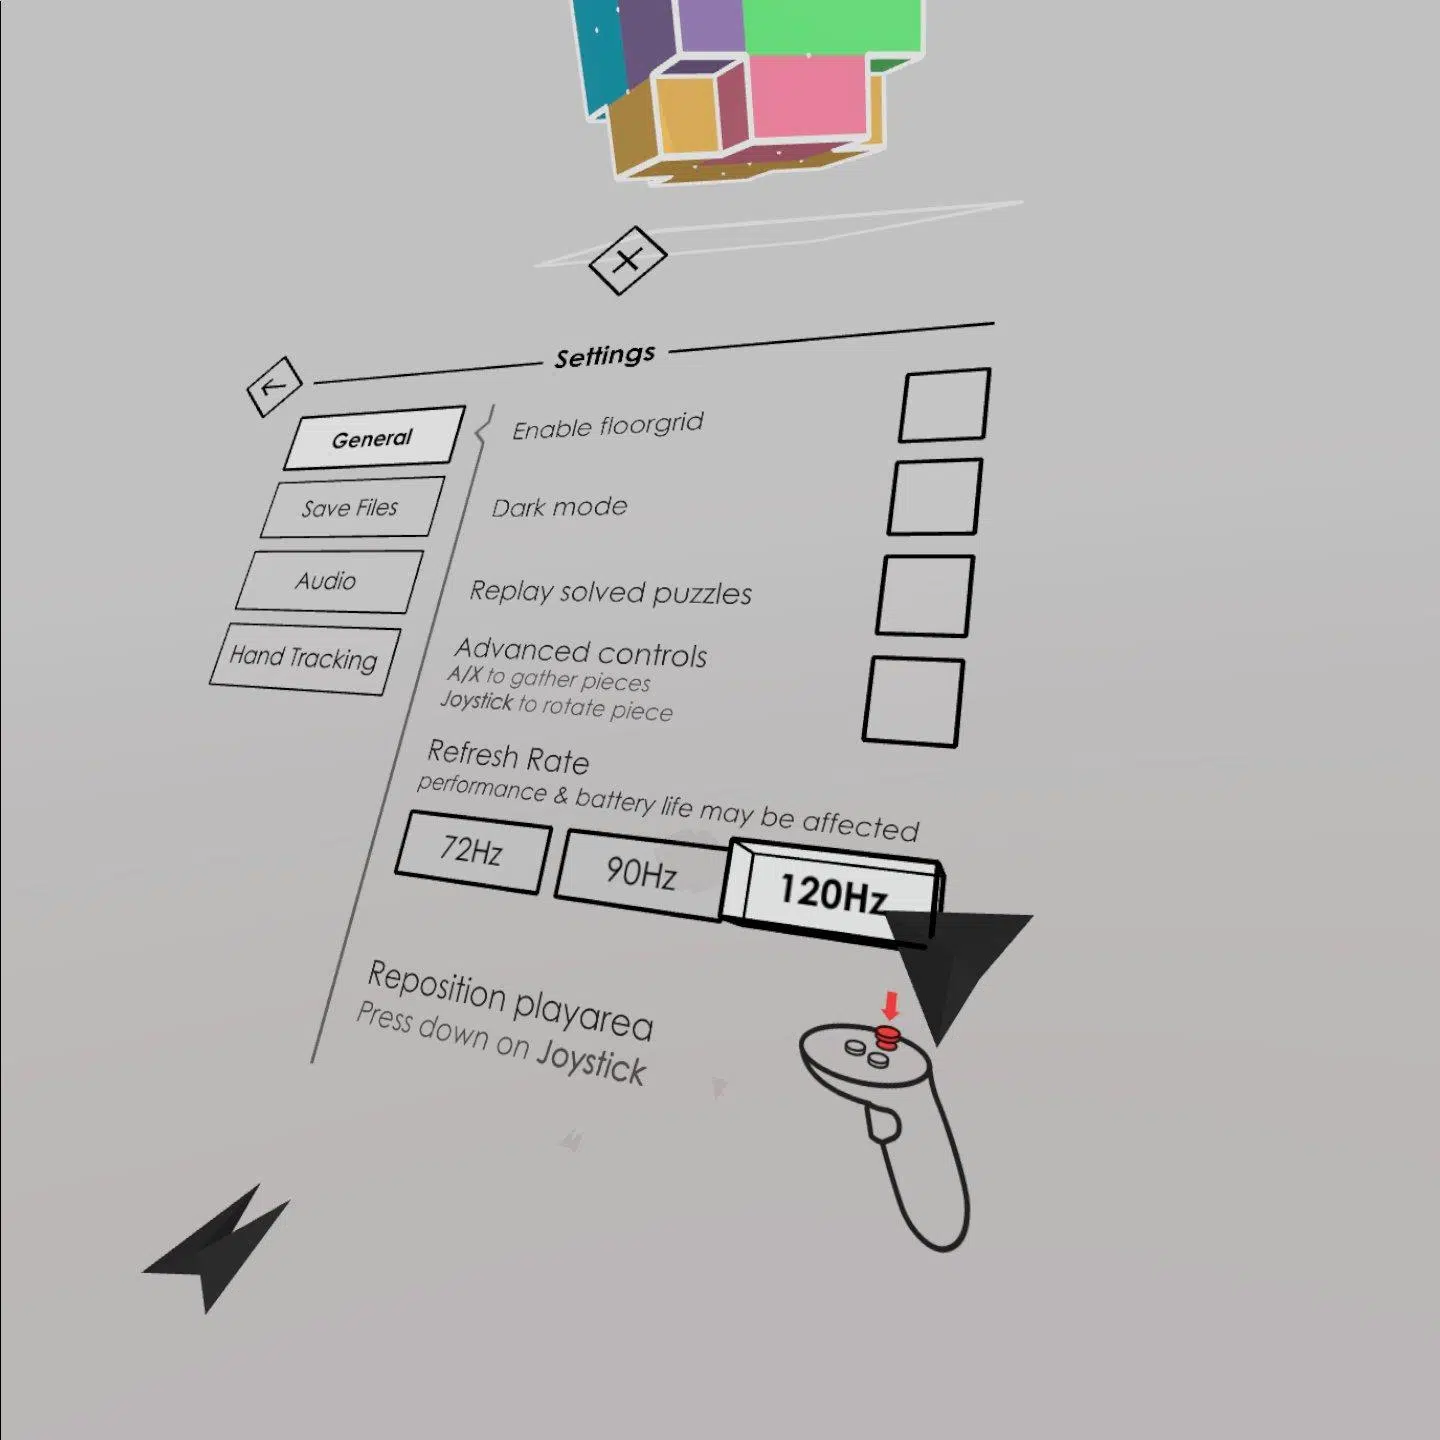 Settings
General
Save Files
Audio
Hand Tracking
Enable floorgrid
Dark mode
Replay solved puzzles
Advanced controls
A/X to gather pieces
Joystick to rotate piece
Refresh Rate
performance & battery life may be affected
72Hz
90Hz
120Hz
Reposition playarea
Press down on Joystick